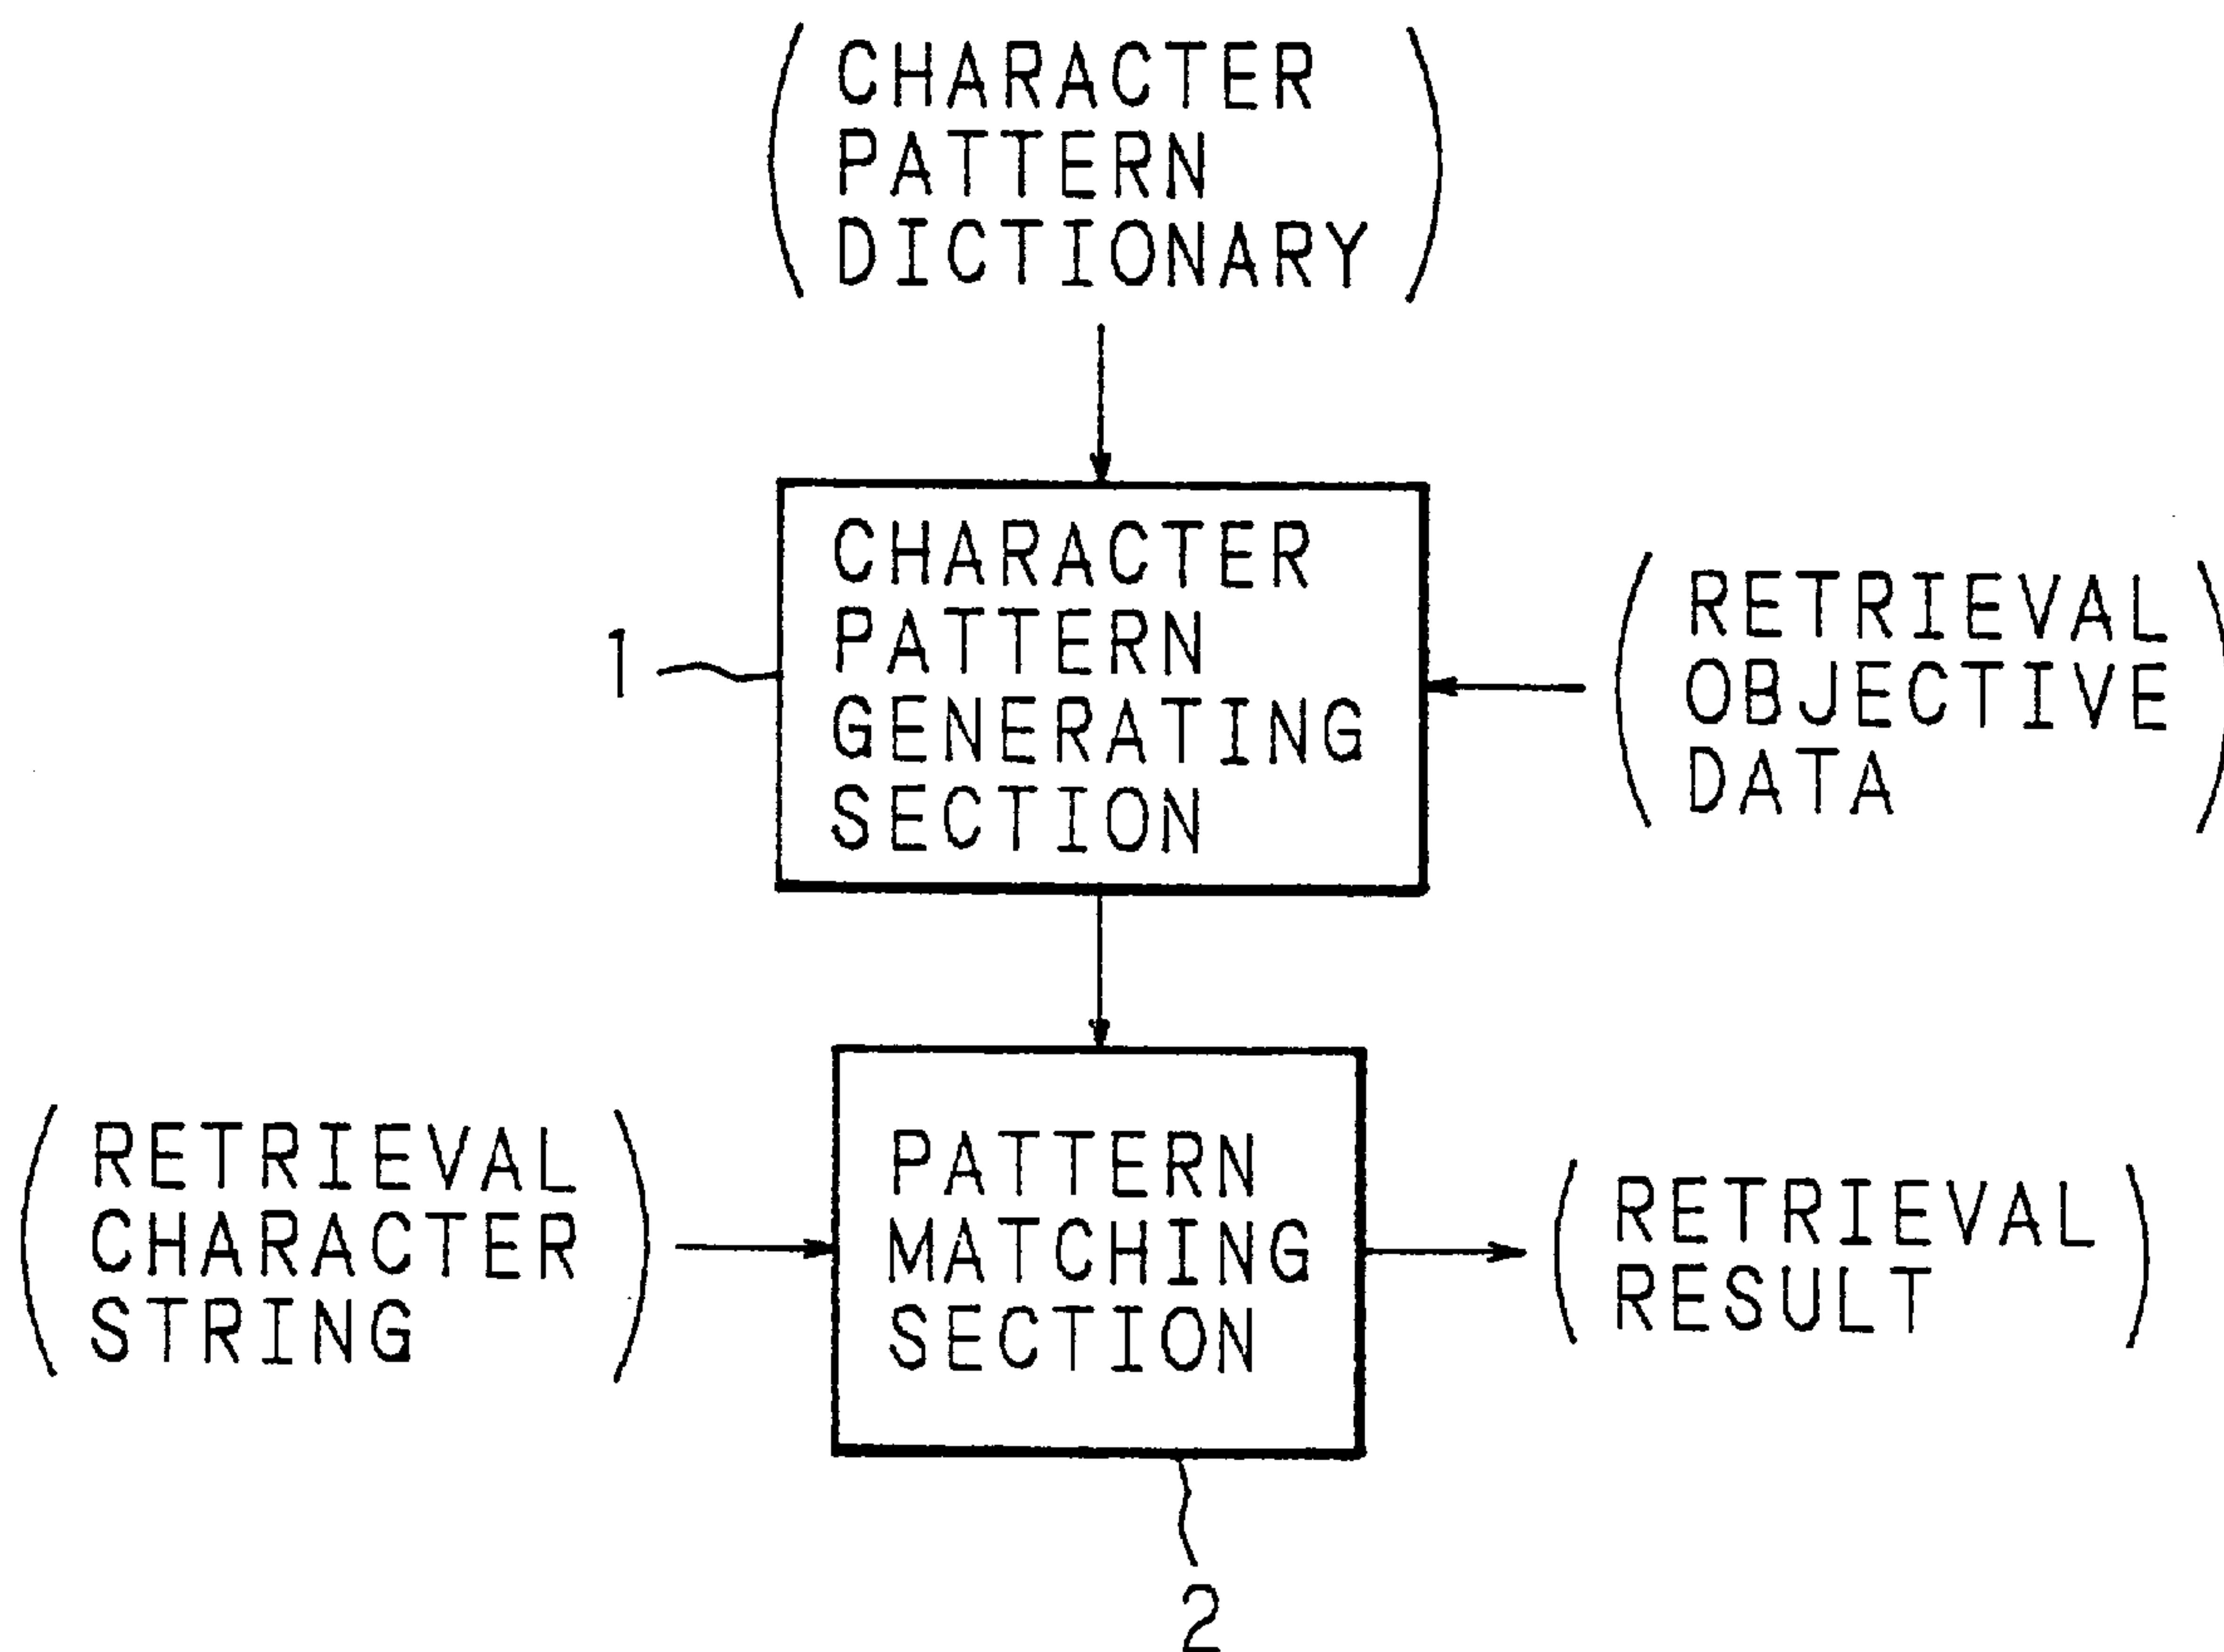 CHARACTER
PATTERN
DICTIONARY
CHARACTER
PATTERN
GENERATING
SECTION
1
RETRIEVAL
OBJECTIVE
DATA
RETRIEVAL
CHARACTER
STRING
PATTERN
MATCHING
SECTION
RETRIEVAL
RESULT
2